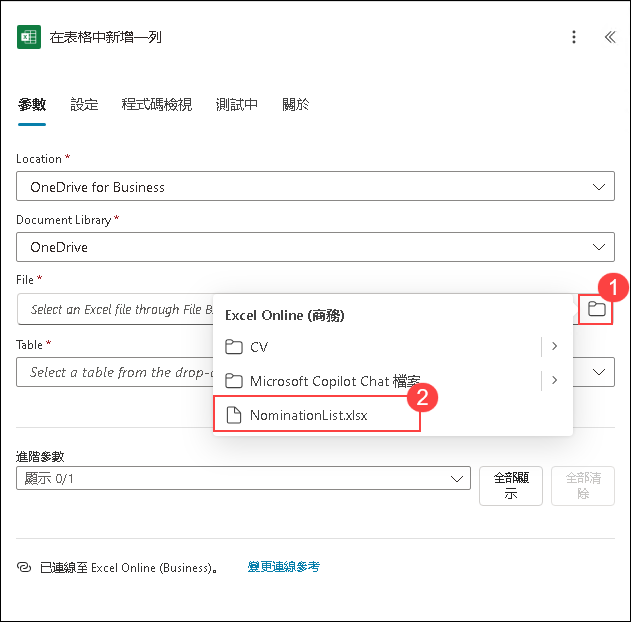 在表格中新增一列
參數 設定 程式碼檢視 測試中 關於
Location *
OneDrive for Business
Document Library *
OneDrive
File *
1
Select an Excel file through File B
Excel Online (商務)
CV
Table *
Select a table from the drop-d
Microsoft Copilot Chat 檔案
2
NominationList.xlsx
進階參數
顯示 0/1
全部顯
示
全部清
除
已連線至 Excel Online (Business)。 變更連線參考